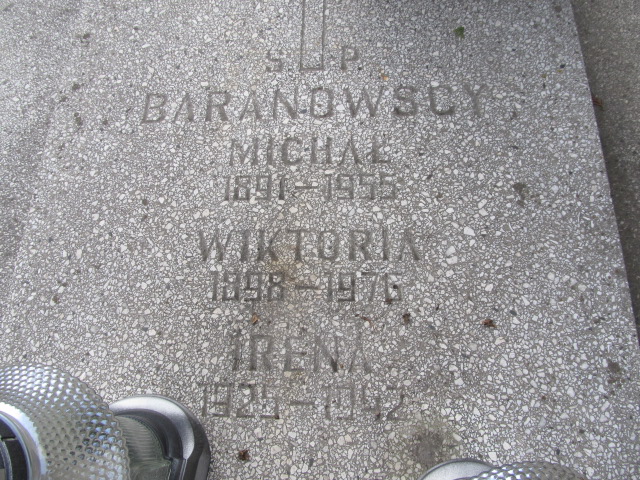 Ś. P.
BARANOWSCY
MICHAŁ
1891-1955
WIKTORIA
1898-1976
IRENA
1925-1942